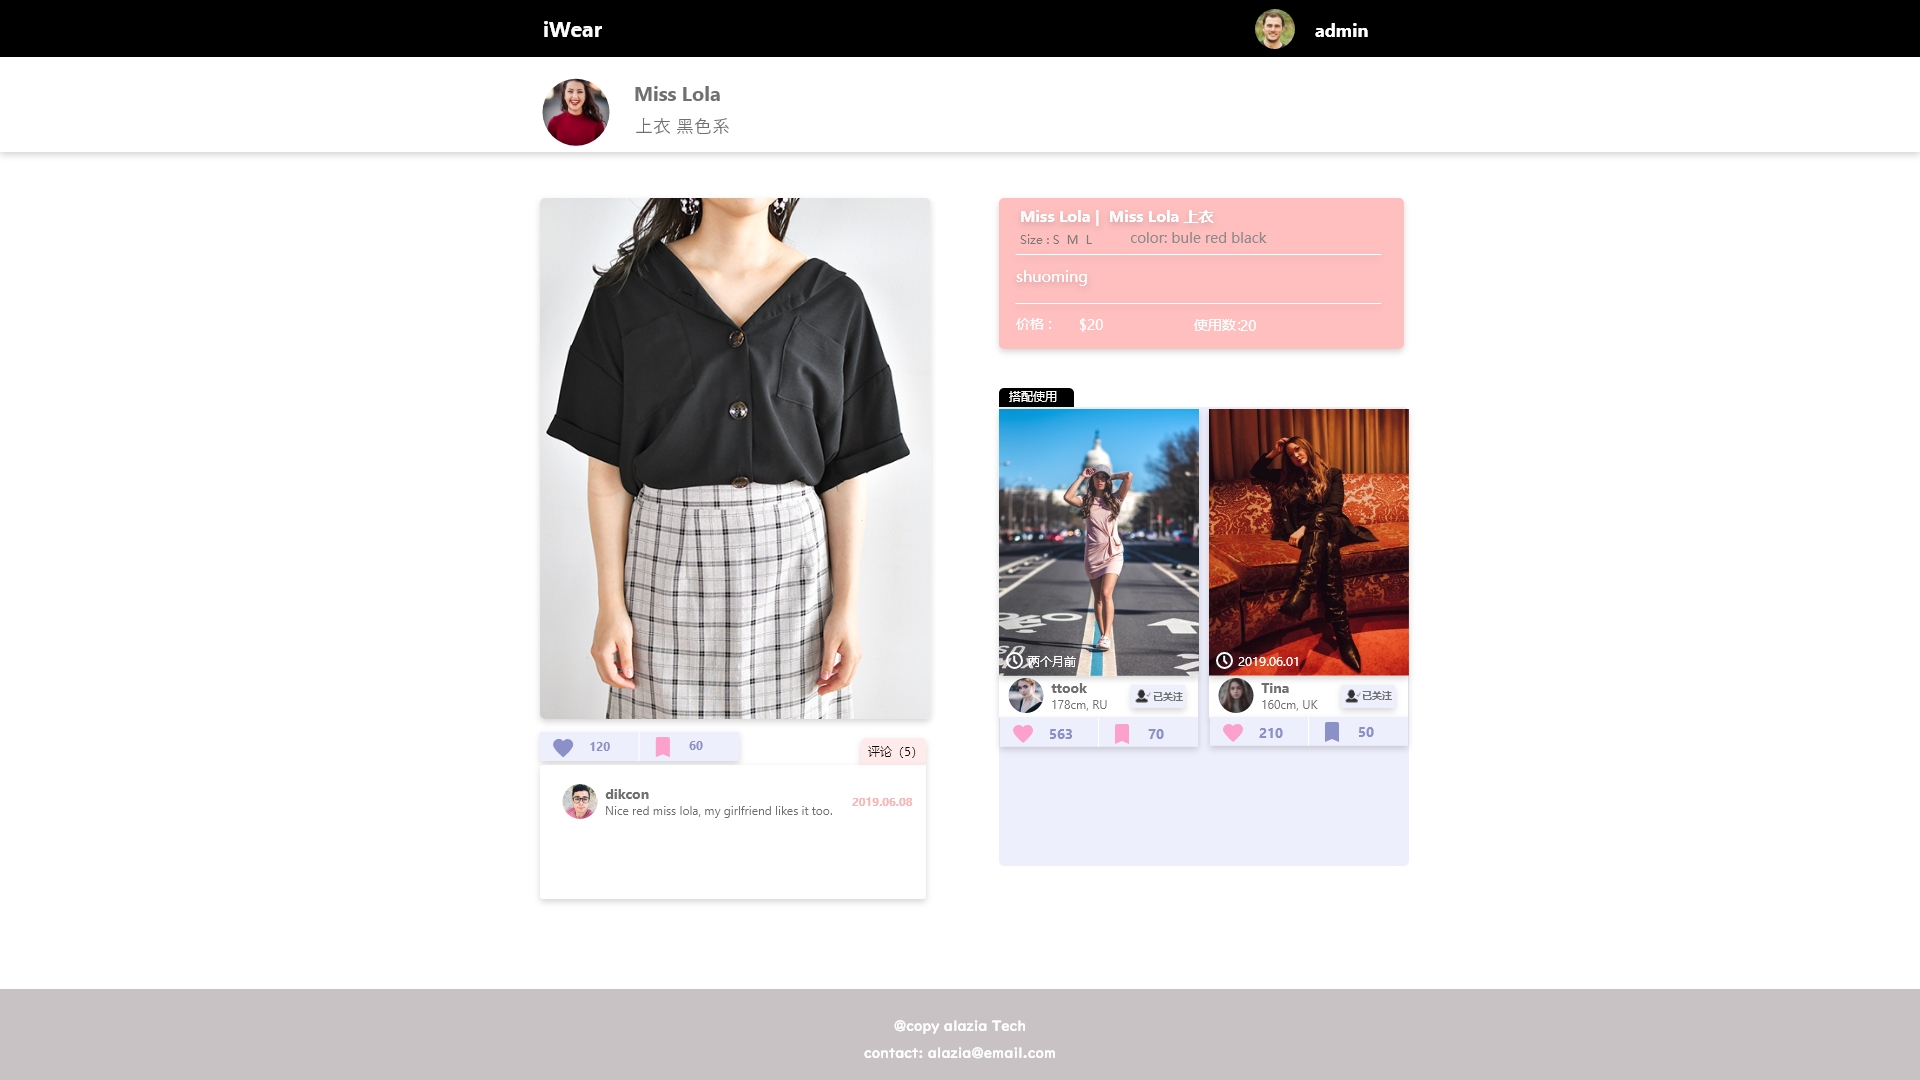 iWear
admin
Miss Lola
上衣 黑色系
Miss Lola | Miss Lola 上衣
Size : S M L color: bule red black
shuoming
价格： $20 使用数:20
搭配使用
两个月前
2019.06.01
ttook
178cm, RU
已关注
Tina
160cm, UK
已关注
563 70
210 50
120 60
评论（5）
dikcon
Nice red miss lola, my girlfriend likes it too.
2019.06.08
@copy alazia Tech
contact: alazia@email.com